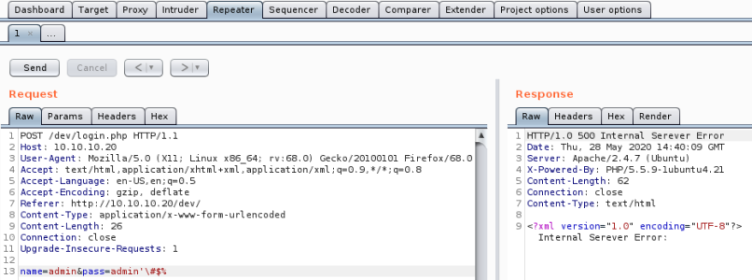 Dashboard Target Proxy Intruder Repeater Sequencer Decoder Comparer Extender Project options User options
1 × ...
Send Cancel < | ▾ > | ▾
Request
Raw Params Headers Hex
1 POST /dev/login.php HTTP/1.1
2 Host: 10.10.10.20
3 User-Agent: Mozilla/5.0 (X11; Linux x86_64; rv:68.0) Gecko/20100101 Firefox/68.0
4 Accept: text/html,application/xhtml+xml,application/xml;q=0.9,*/*;q=0.8
5 Accept-Language: en-US,en;q=0.5
6 Accept-Encoding: gzip, deflate
7 Referer: http://10.10.10.20/dev/
8 Content-Type: application/x-www-form-urlencoded
9 Content-Length: 26
10 Connection: close
11 Upgrade-Insecure-Requests: 1
12
13 name=admin&pass=admin'\#$%
Response
Raw Headers Hex Render
1 HTTP/1.0 500 Internal Serever Error
2 Date: Thu, 28 May 2020 14:40:09 GMT
3 Server: Apache/2.4.7 (Ubuntu)
4 X-Powered-By: PHP/5.5.9-1ubuntu4.21
5 Content-Length: 62
6 Connection: close
7 Content-Type: text/html
8
9 <?xml version="1.0" encoding="UTF-8"?>
Internal Serever Error: